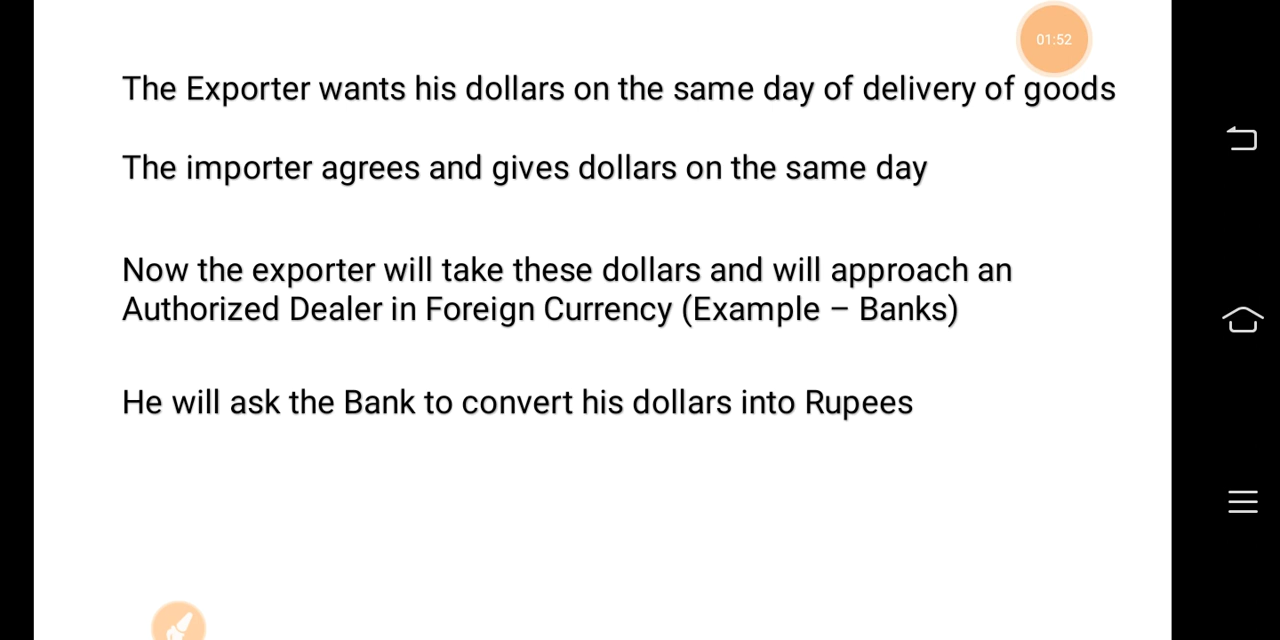 01:52
The Exporter wants his dollars on the same day of delivery of goods
The importer agrees and gives dollars on the same day
Now the exporter will take these dollars and will approach an
Authorized Dealer in Foreign Currency (Example – Banks)
He will ask the Bank to convert his dollars into Rupees